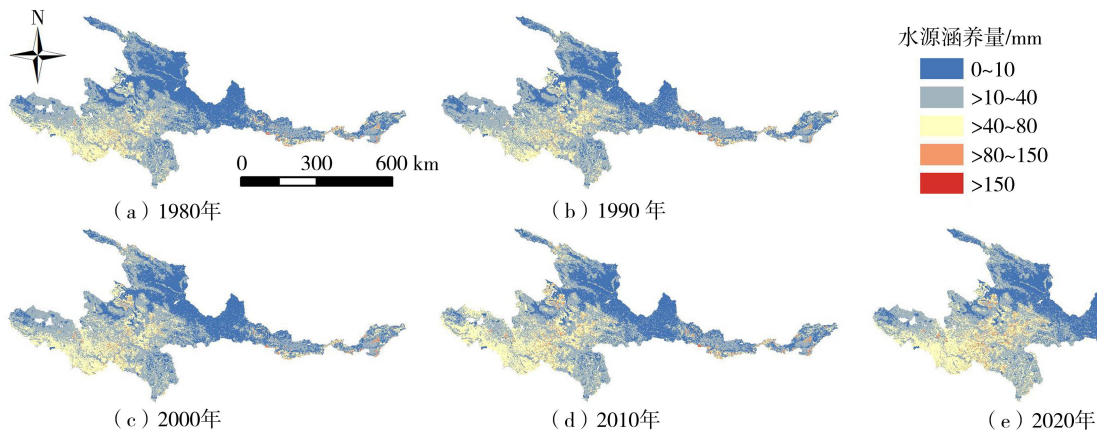 N
水源涵养量/mm
0~10
>10~40
>40~80
>80~150
>150
0 300 600 km
（a）1980年
（b）1990 年
（c）2000年
（d）2010年
（e）2020年